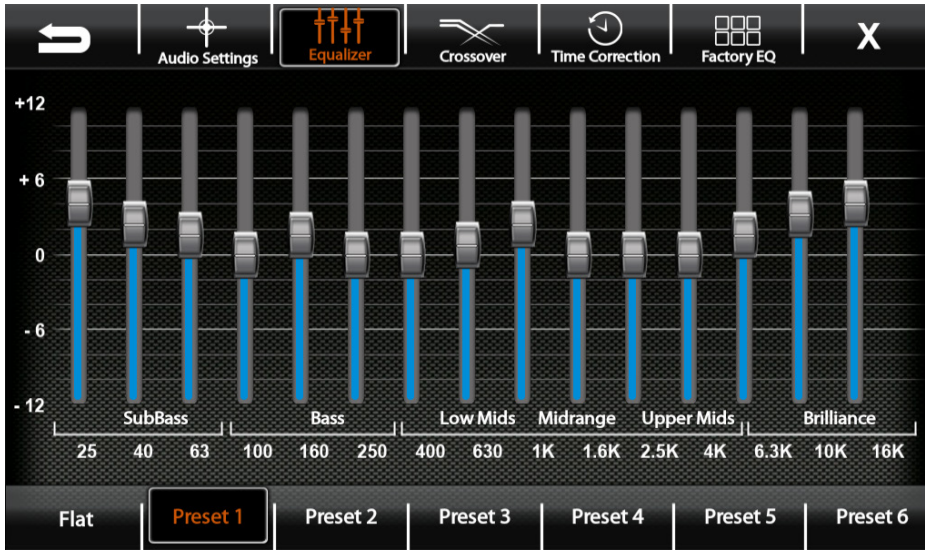 Audio Settings Equalizer Crossover Time Correction Factory EQ X
+12
+ 6
0
- 6
- 12
SubBass Bass Low Mids Midrange Upper Mids Brilliance
25 40 63 100 160 250 400 630 1K 1.6K 2.5K 4K 6.3K 10K 16K
Flat Preset 1 Preset 2 Preset 3 Preset 4 Preset 5 Preset 6